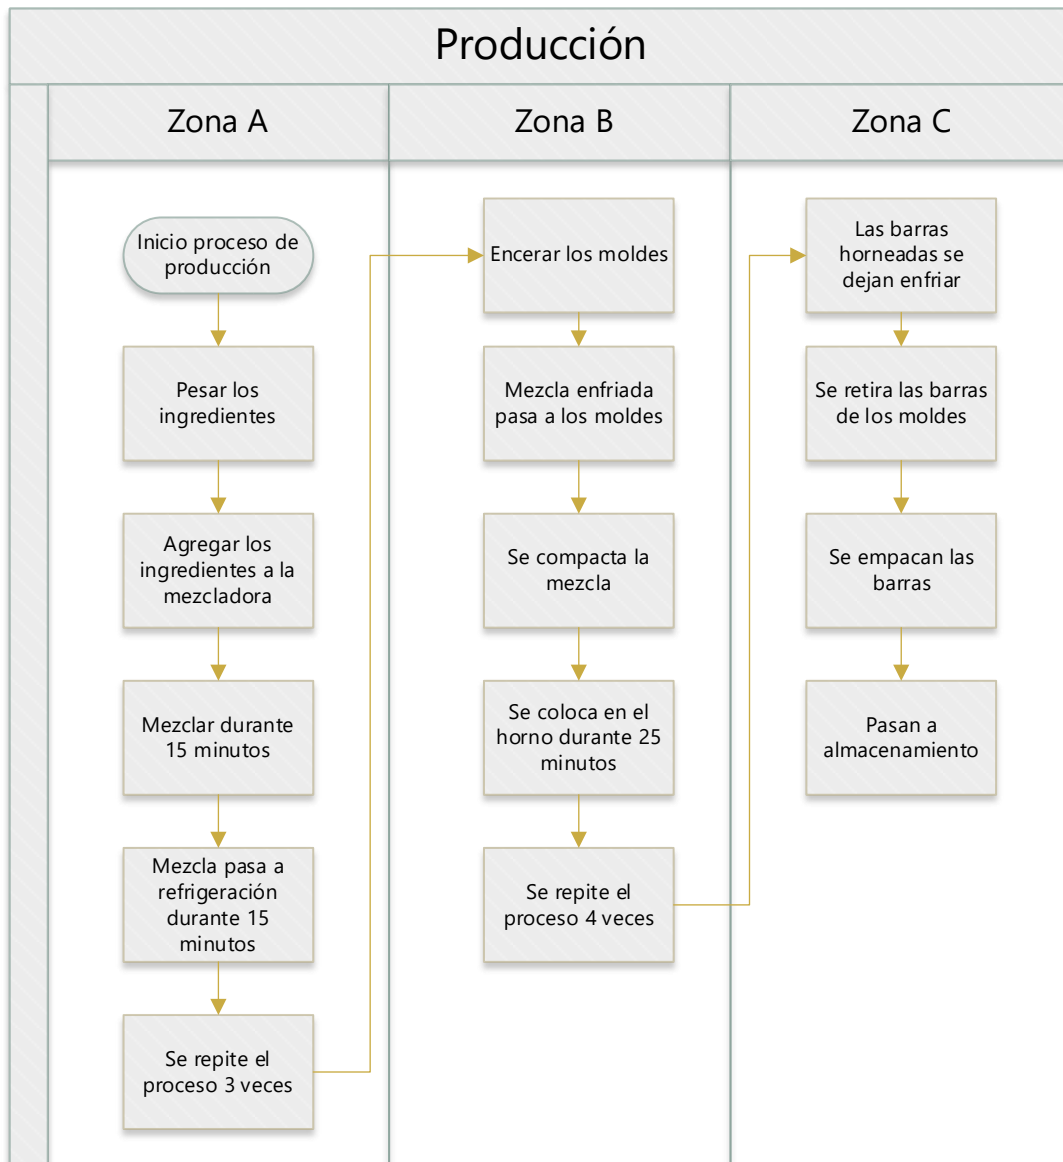 Producción
Zona A
Zona B
Zona C
Inicio proceso de
producción
Pesar los
ingredientes
Agregar los
ingredientes a la
mezcladora
Mezclar durante
15 minutos
Mezcla pasa a
refrigeración
durante 15
minutos
Se repite el
proceso 3 veces
Encerar los moldes
Mezcla enfriada
pasa a los moldes
Se compacta la
mezcla
Se coloca en el
horno durante 25
minutos
Se repite el
proceso 4 veces
Las barras
horneadas se
dejan enfriar
Se retira las barras
de los moldes
Se empacan las
barras
Pasan a
almacenamiento